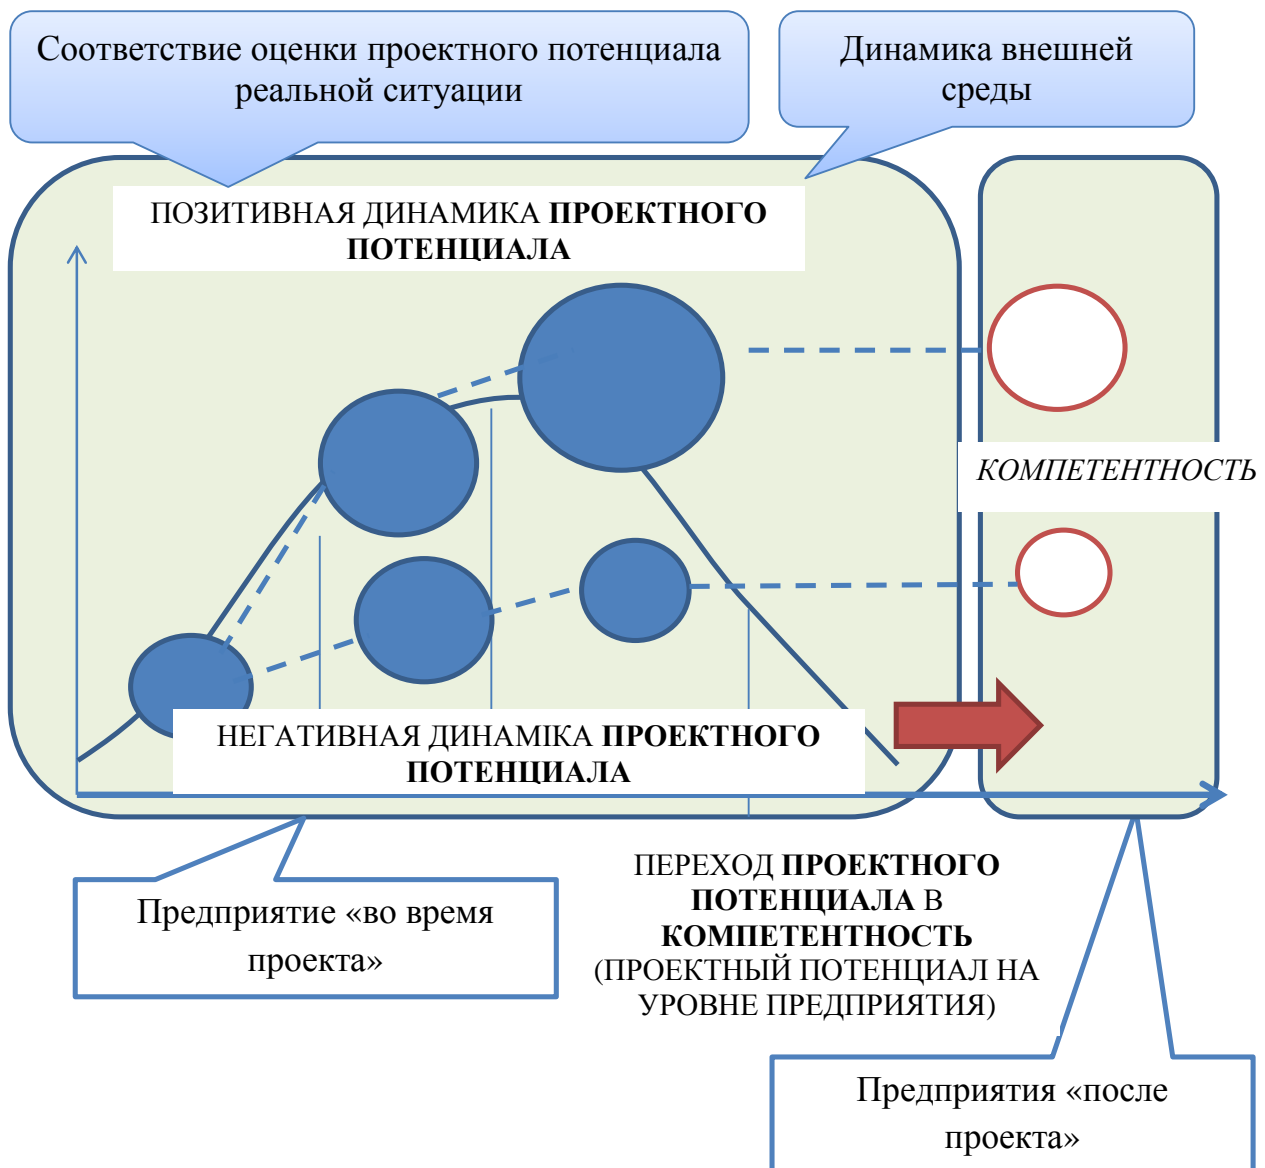 Соответствие оценки проектного потенциала
реальной ситуации
Динамика внешней
среды
ПОЗИТИВНАЯ ДИНАМИКА ПРОЕКТНОГО
ПОТЕНЦИАЛА
КОМПЕТЕНТНОСТЬ
НЕГАТИВНАЯ ДИНАМІКА ПРОЕКТНОГО
ПОТЕНЦИАЛА
Предприятие «во время
проекта»
ПЕРЕХОД ПРОЕКТНОГО
ПОТЕНЦИАЛА В
КОМПЕТЕНТНОСТЬ
(ПРОЕКТНЫЙ ПОТЕНЦИАЛ НА
УРОВНЕ ПРЕДПРИЯТИЯ)
Предприятия «после
проекта»